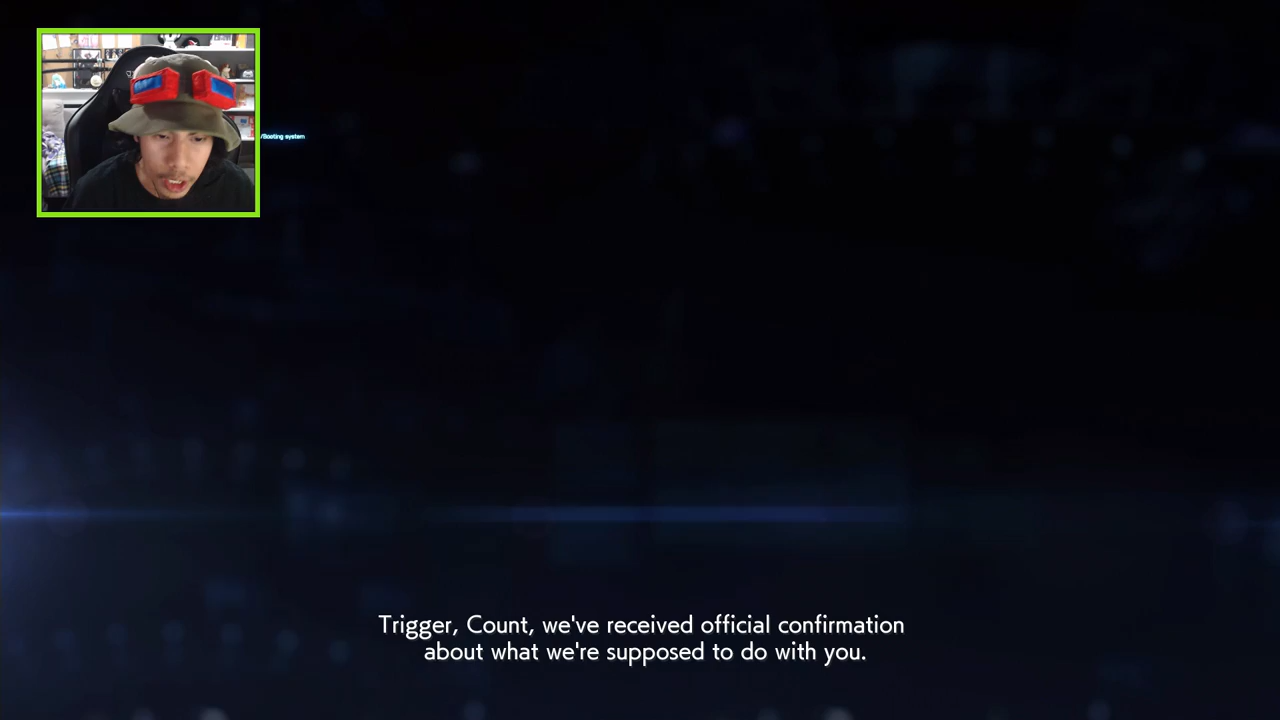 /Booting system
Trigger, Count, we've received official confirmation
about what we're supposed to do with you.